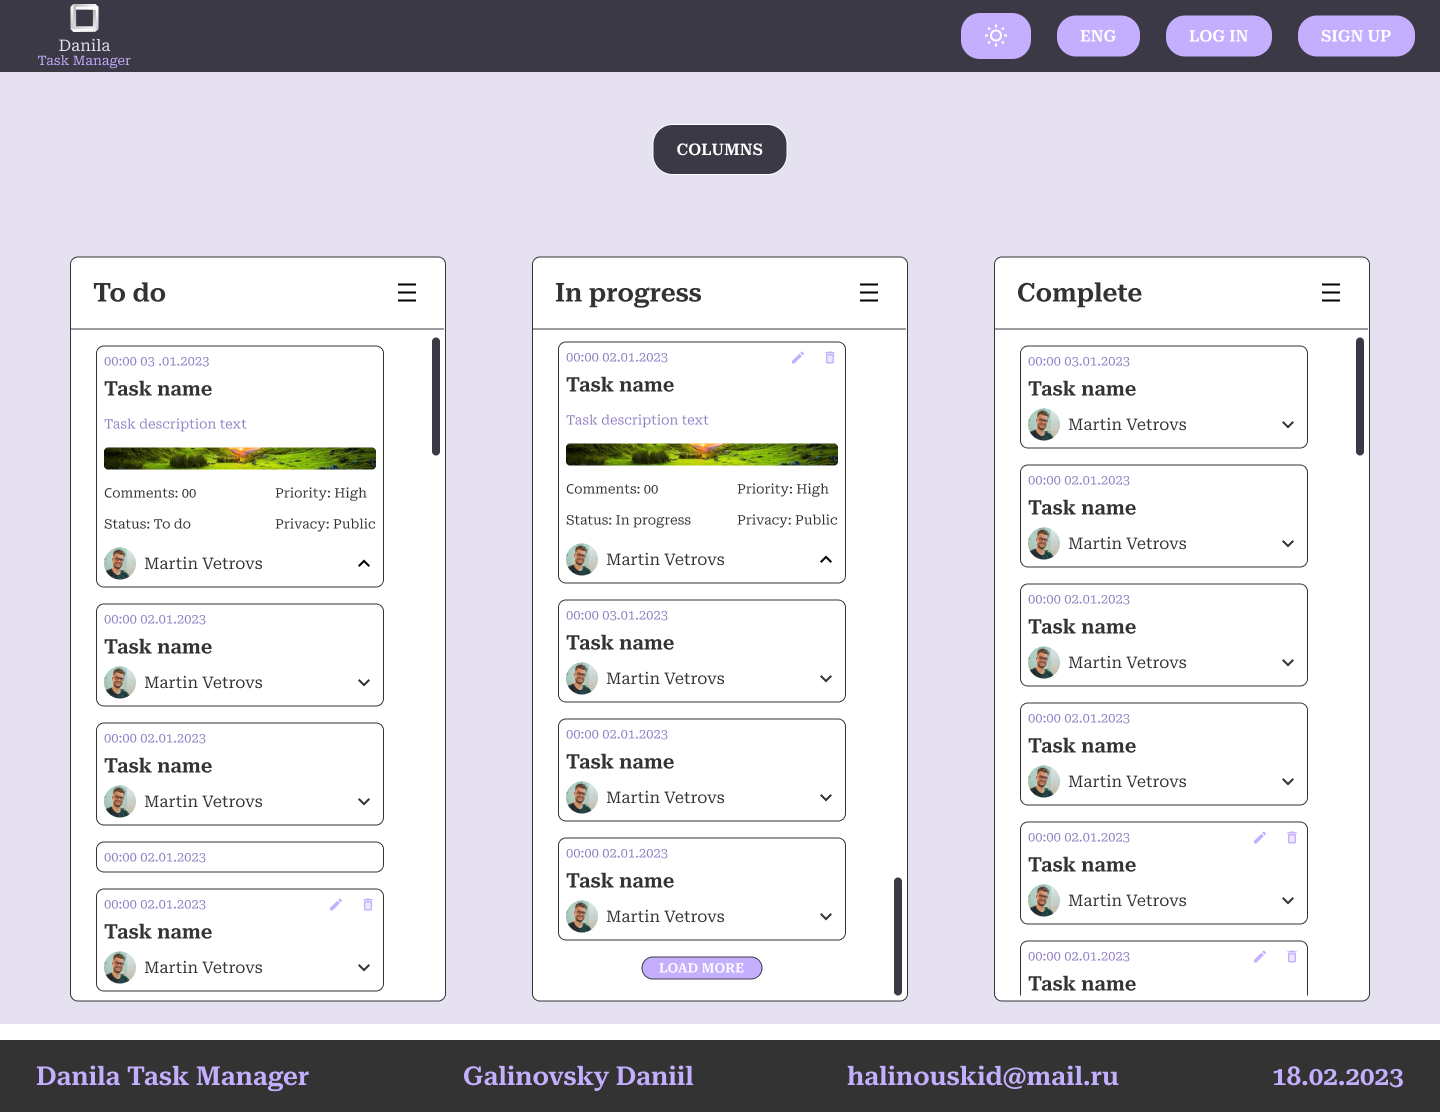 Danila
Task Manager
ENG
LOG IN
SIGN UP
COLUMNS
To do
00:00 03 .01.2023
Task name
Task description text
Comments: 00
Priority: High
Status: To do
Privacy: Public
Martin Vetrovs
00:00 02.01.2023
Task name
Martin Vetrovs
00:00 02.01.2023
Task name
Martin Vetrovs
00:00 02.01.2023
00:00 02.01.2023
Task name
Martin Vetrovs
In progress
00:00 02.01.2023
Task name
Task description text
Comments: 00
Priority: High
Status: In progress
Privacy: Public
Martin Vetrovs
00:00 03.01.2023
Task name
Martin Vetrovs
00:00 02.01.2023
Task name
Martin Vetrovs
00:00 02.01.2023
Task name
Martin Vetrovs
LOAD MORE
Complete
00:00 03.01.2023
Task name
Martin Vetrovs
00:00 02.01.2023
Task name
Martin Vetrovs
00:00 02.01.2023
Task name
Martin Vetrovs
00:00 02.01.2023
Task name
Martin Vetrovs
00:00 02.01.2023
Task name
Martin Vetrovs
00:00 02.01.2023
Task name
Danila Task Manager
Galinovsky Daniil
halinouskid@mail.ru
18.02.2023